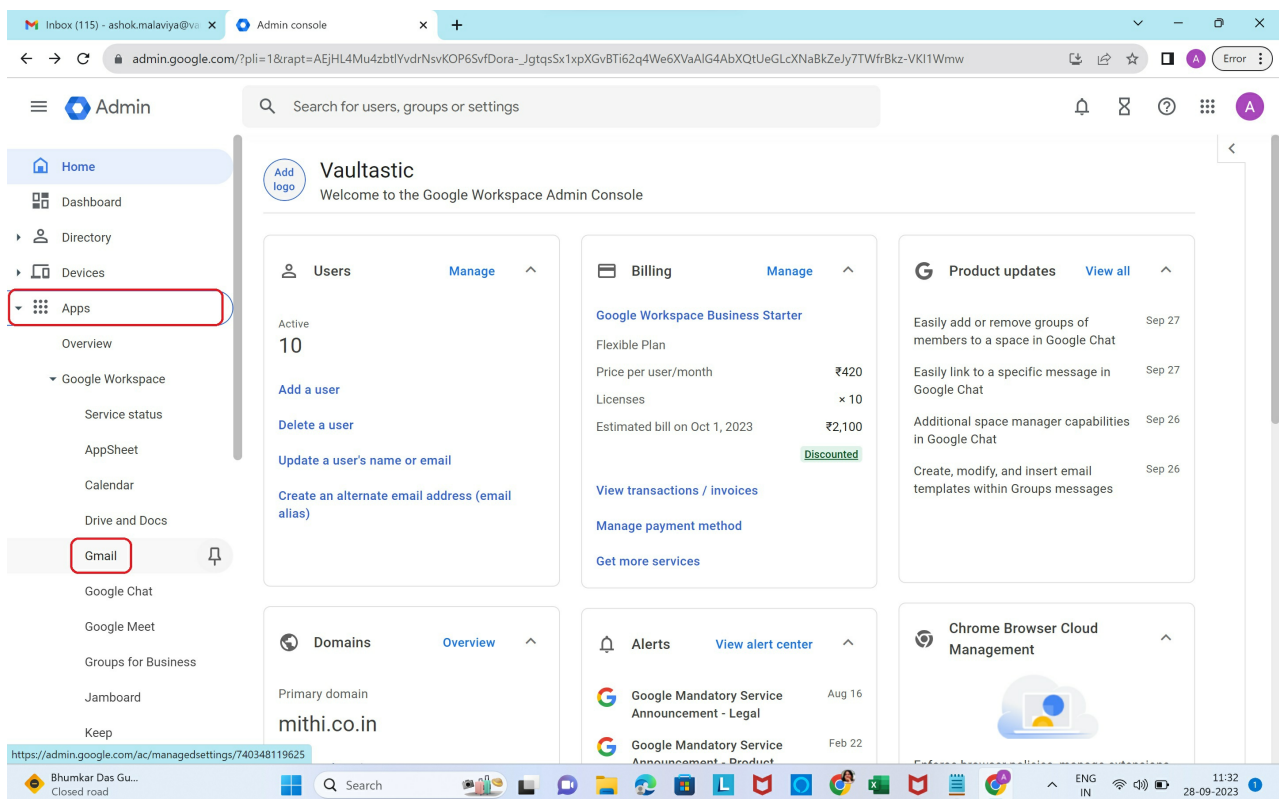 Inbox (115) - ashok.malaviya@va
Admin console
admin.google.com/?pli=1&rapt=AEjHL4Mu4zbtlYvdrNsvKOP6SvfDora-_JgtqsSx1xpXGvBTi62q4We6XVaAlG4AbXQtUeGLcXNaBkZeJy7TWfrBkz-VKl1Wmw
A
Error
Admin
Search for users, groups or settings
A
Home
Dashboard
Directory
Devices
Apps
Overview
Google Workspace
Service status
AppSheet
Calendar
Drive and Docs
Gmail
Google Chat
Google Meet
Groups for Business
Jamboard
Keep
https://admin.google.com/ac/managedsettings/740348119625
Add
logo
Vaultastic
Welcome to the Google Workspace Admin Console
Users Manage
Active
10
Add a user
Delete a user
Update a user's name or email
Create an alternate email address (email
alias)
Billing Manage
Google Workspace Business Starter
Flexible Plan
Price per user/month ₹420
Licenses × 10
Estimated bill on Oct 1, 2023 ₹2,100
Discounted
View transactions / invoices
Manage payment method
Get more services
Product updates View all
Easily add or remove groups of Sep 27
members to a space in Google Chat
Easily link to a specific message in Sep 27
Google Chat
Additional space manager capabilities Sep 26
in Google Chat
Create, modify, and insert email Sep 26
templates within Groups messages
Domains Overview
Primary domain
mithi.co.in
Alerts View alert center
Google Mandatory Service Aug 16
Announcement - Legal
Google Mandatory Service Feb 22
Announcement - Product
Chrome Browser Cloud
Management
Enforce browser policies, manage extensions
Bhumkar Das Gu...
Closed road
Search
L
ENG
IN
11:32
28-09-2023
1